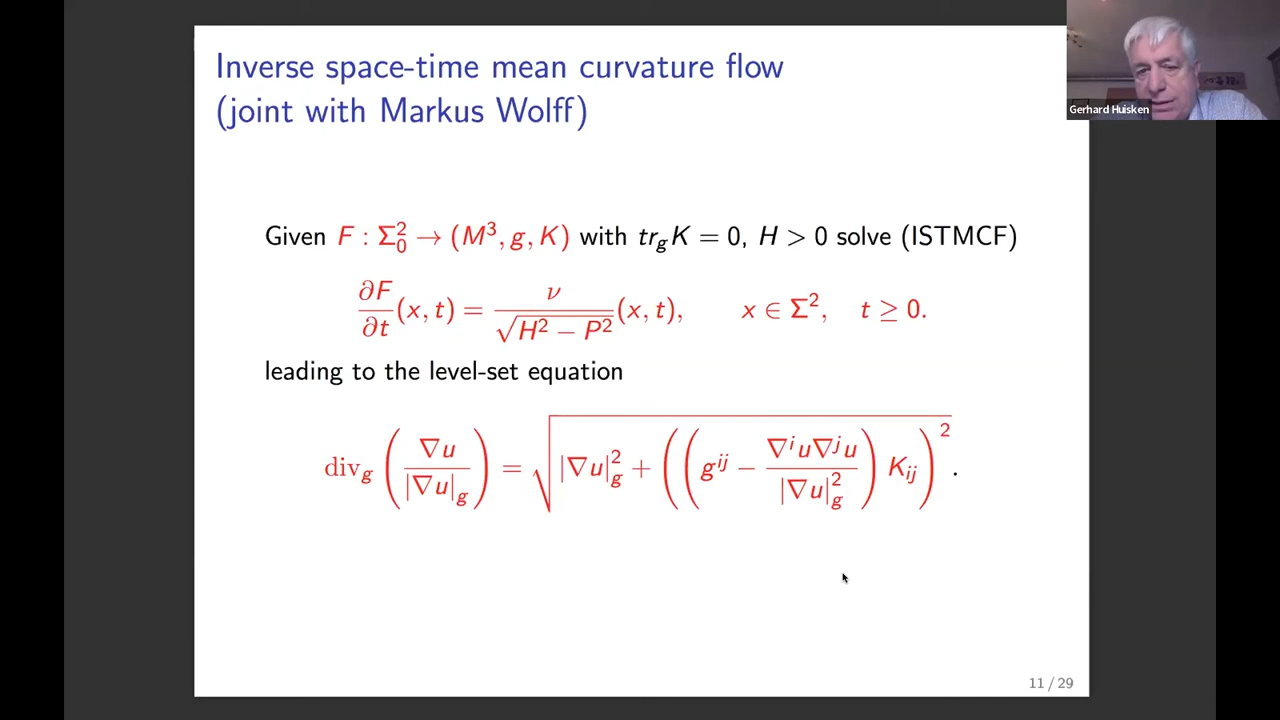 Inverse space-time mean curvature flow
(joint with Markus Wolff)
Gerhard Huisken
Given F : Σ₀² → (M³, g, K) with tr_g K = 0, H > 0 solve (ISTMCF)
∂F/∂t (x, t) = ν/√(H² − P²) (x, t), x ∈ Σ², t ≥ 0.
leading to the level-set equation
div_g (∇u/|∇u|_g) = √(|∇u|_g² + ((g^{ij} − ∇^i u∇^j u/|∇u|_g²) K_{ij})²).
11 / 29